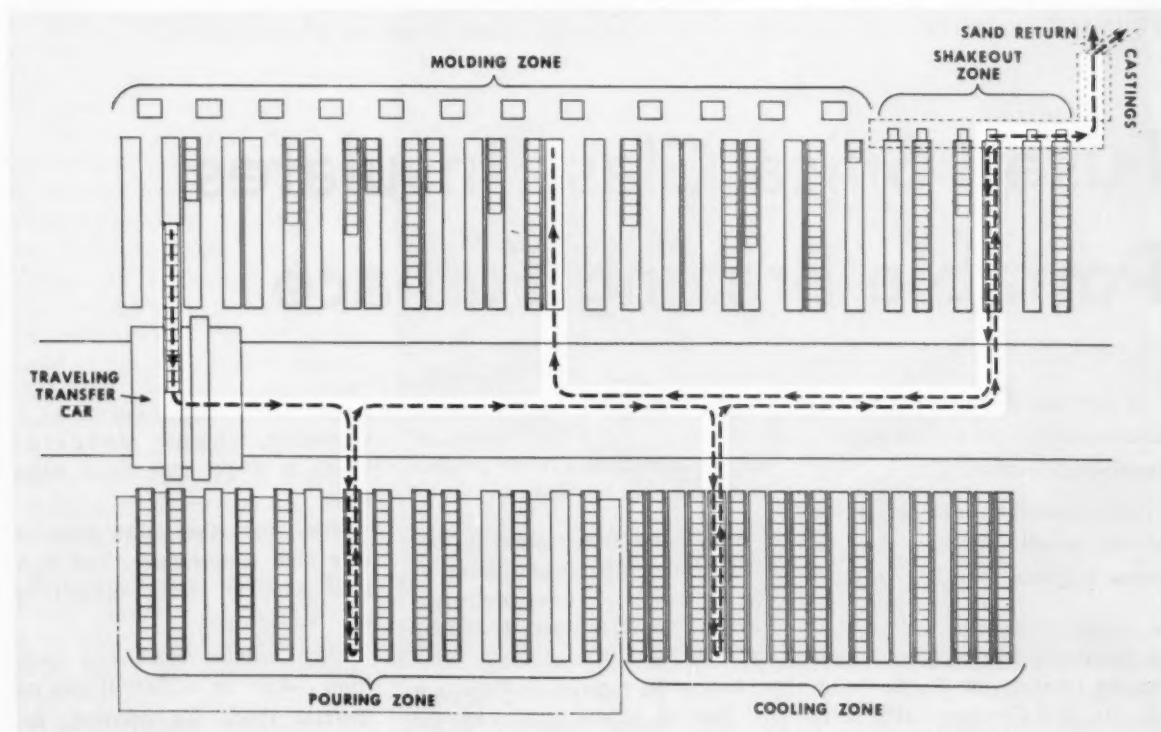 SAND RETURN
SHAKEOUT
ZONE
CASTINGS
MOLDING ZONE
TRAVELING
TRANSFER
CAR
POURING ZONE
COOLING ZONE